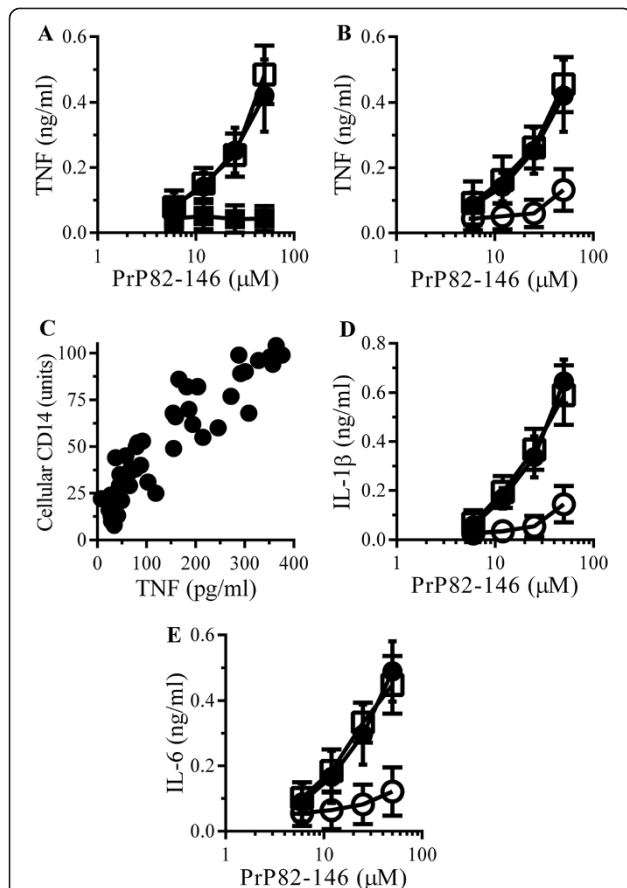 A
B
0.6
0.4
0.2
0.0
TNF (ng/ml)
1
10
100
PrP82-146 (μM)
0.6
0.4
0.2
0.0
TNF (ng/ml)
1
10
100
PrP82-146 (μM)
C
D
100
75
50
25
0
Cellular CD14 (units)
0
100
200
300
400
TNF (pg/ml)
0.8
0.6
0.4
0.2
0.0
IL-1β (ng/ml)
1
10
100
PrP82-146 (μM)
E
0.6
0.4
0.2
0.0
IL-6 (ng/ml)
1
10
100
PrP82-146 (μM)